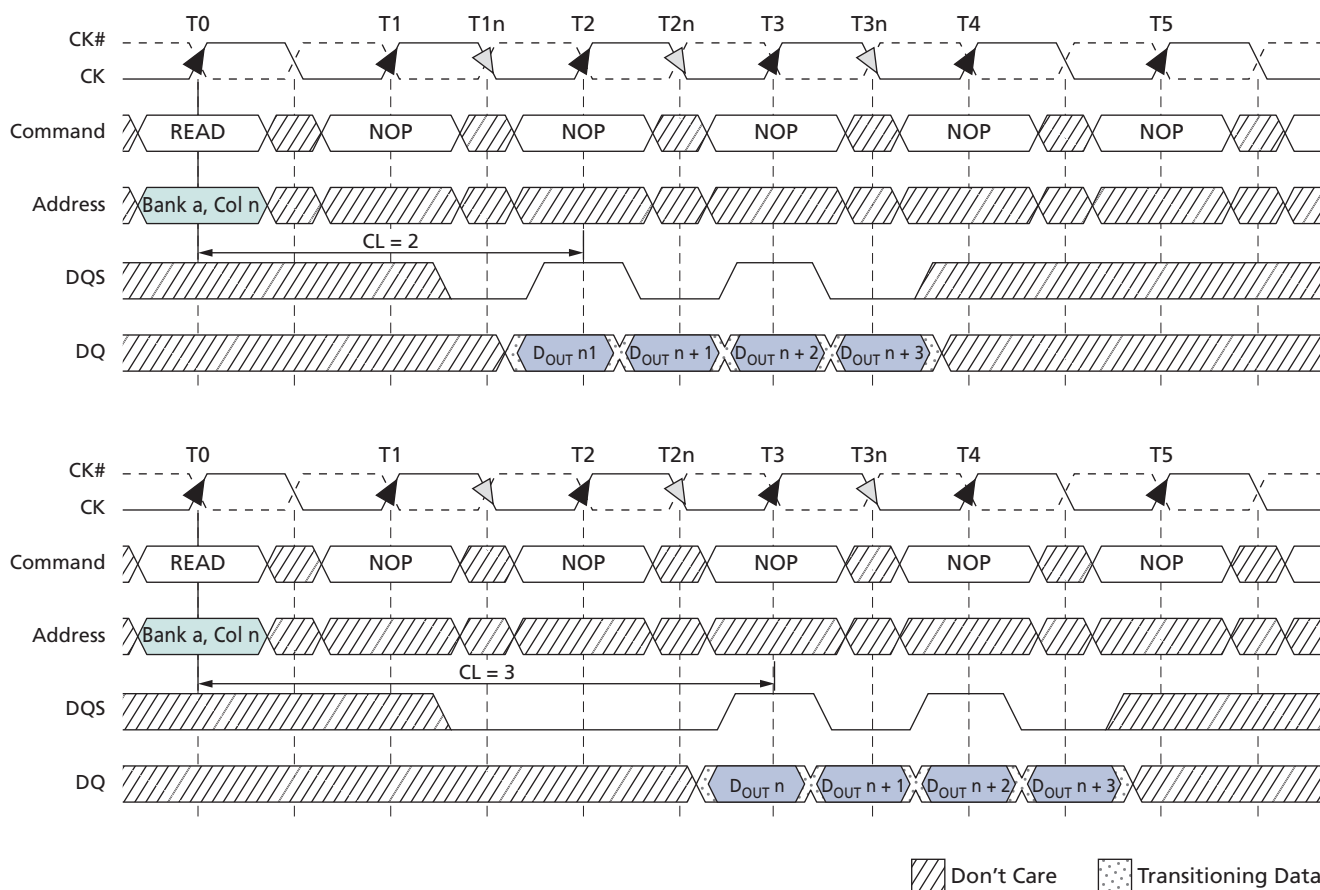 T0 T1 T1n T2 T2n T3 T3n T4 T5
CK#
CK
Command READ NOP NOP NOP NOP NOP
Address Bank a, Col n
CL = 2
DQS
DQ DOUT n1 DOUT n + 1 DOUT n + 2 DOUT n + 3
T0 T1 T2 T2n T3 T3n T4 T5
CK#
CK
Command READ NOP NOP NOP NOP NOP
Address Bank a, Col n
CL = 3
DQS
DQ DOUT n DOUT n + 1 DOUT n + 2 DOUT n + 3
Don't Care Transitioning Data